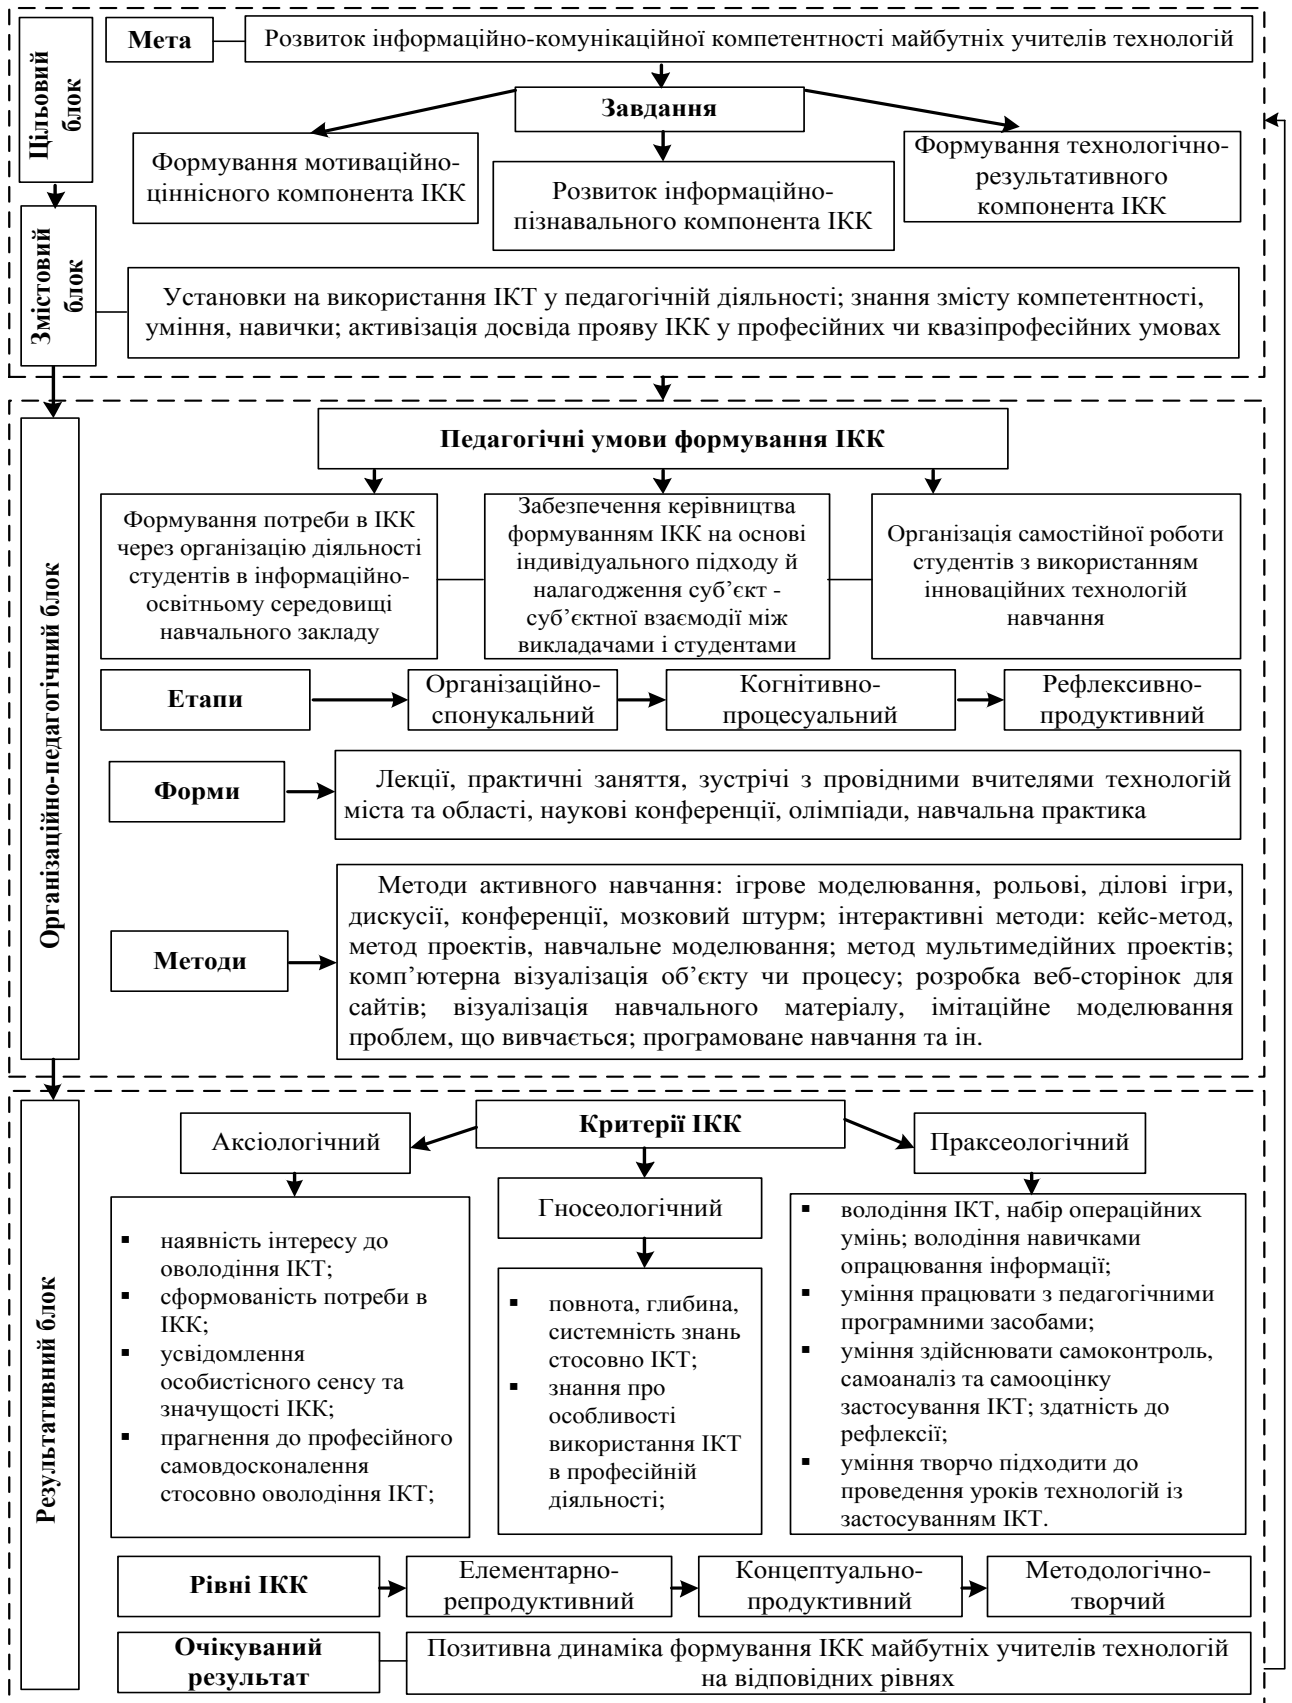 Цільовий
блок
Мета
Розвиток інформаційно-комунікаційної компетентності майбутніх учителів технологій
Завдання
Формування мотиваційно-
ціннісного компонента ІКК
Розвиток інформаційно-
пізнавального компонента ІКК
Формування технологічно-
результативного
компонента ІКК
Змістовий
блок
Установки на використання ІКТ у педагогічній діяльності; знання змісту компетентності,
уміння, навички; активізація досвіда прояву ІКК у професійних чи квазіпрофесійних умовах
Організаційно-педагогічний блок
Педагогічні умови формування ІКК
Формування потреби в ІКК
через організацію діяльності
студентів в інформаційно-
освітньому середовищі
навчального закладу
Забезпечення керівництва
формуванням ІКК на основі
індивідуального підходу й
налагодження суб’єкт -
суб’єктної взаємодії між
викладачами і студентами
Організація самостійної роботи
студентів з використанням
інноваційних технологій
навчання
Етапи
Організаційно-
спонукальний
Когнітивно-
процесуальний
Рефлексивно-
продуктивний
Форми
Лекції, практичні заняття, зустрічі з провідними вчителями технологій
міста та області, наукові конференції, олімпіади, навчальна практика
Методи
Методи активного навчання: ігрове моделювання, рольові, ділові ігри,
дискусії, конференції, мозковий штурм; інтерактивні методи: кейс-метод,
метод проектів, навчальне моделювання; метод мультимедійних проектів;
комп’ютерна візуалізація об’єкту чи процесу; розробка веб-сторінок для
сайтів; візуалізація навчального матеріалу, імітаційне моделювання
проблем, що вивчається; програмоване навчання та ін.
Результативний блок
Критерії ІКК
Аксіологічний
▪ наявність інтересу до
оволодіння ІКТ;
▪ сформованість потреби в
ІКК;
▪ усвідомлення
особистісного сенсу та
значущості ІКК;
▪ прагнення до професійного
самовдосконалення
стосовно оволодіння ІКТ;
Гносеологічний
▪ повнота, глибина,
системність знань
стосовно ІКТ;
▪ знання про
особливості
використання ІКТ
в професійній
діяльності;
Праксеологічний
▪ володіння ІКТ, набір операційних
умінь; володіння навичками
опрацювання інформації;
▪ уміння працювати з педагогічними
програмними засобами;
▪ уміння здійснювати самоконтроль,
самоаналіз та самооцінку
застосування ІКТ; здатність до
рефлексії;
▪ уміння творчо підходити до
проведення уроків технологій із
застосуванням ІКТ.
Рівні ІКК
Елементарно-
репродуктивний
Концептуально-
продуктивний
Методологічно-
творчий
Очікуваний
результат
Позитивна динаміка формування ІКК майбутніх учителів технологій
на відповідних рівнях